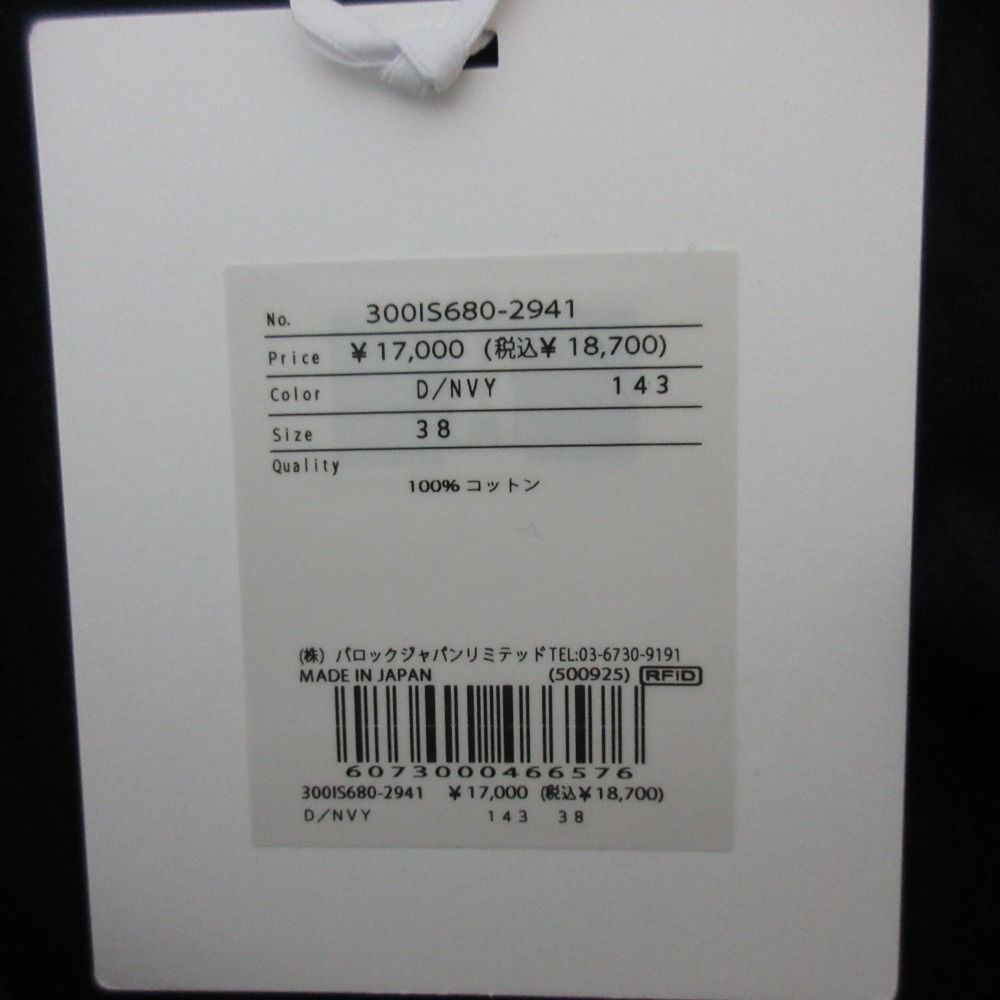 No. 300IS680-2941
Price ¥17,000 (税込¥ 18,700)
Color D/NVY 143
Size 38
Quality
100% コットン
(株) バロックジャパンリミテッド TEL:03-6730-9191
MADE IN JAPAN (500925) RFID
6073000466576
300IS680-2941 ¥17,000 (税込¥18,700)
D/NVY 143 38